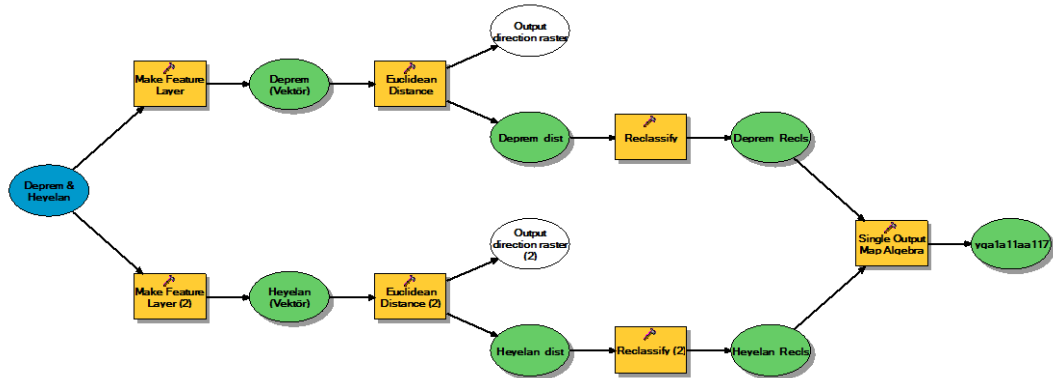 Output
direction raster
Make Feature
Layer
Deprem
(Vektör)
Euclidean
Distance
Deprem dist
Reclassify
Deprem Recls
Deprem &
Heyelan
Single Output
Map Algebra
yqa1a11aa117
Output
direction raster
(2)
Make Feature
Layer (2)
Heyelan
(Vektör)
Euclidean
Distance (2)
Heyelan dist
Reclassify (2)
Heyelan Recls